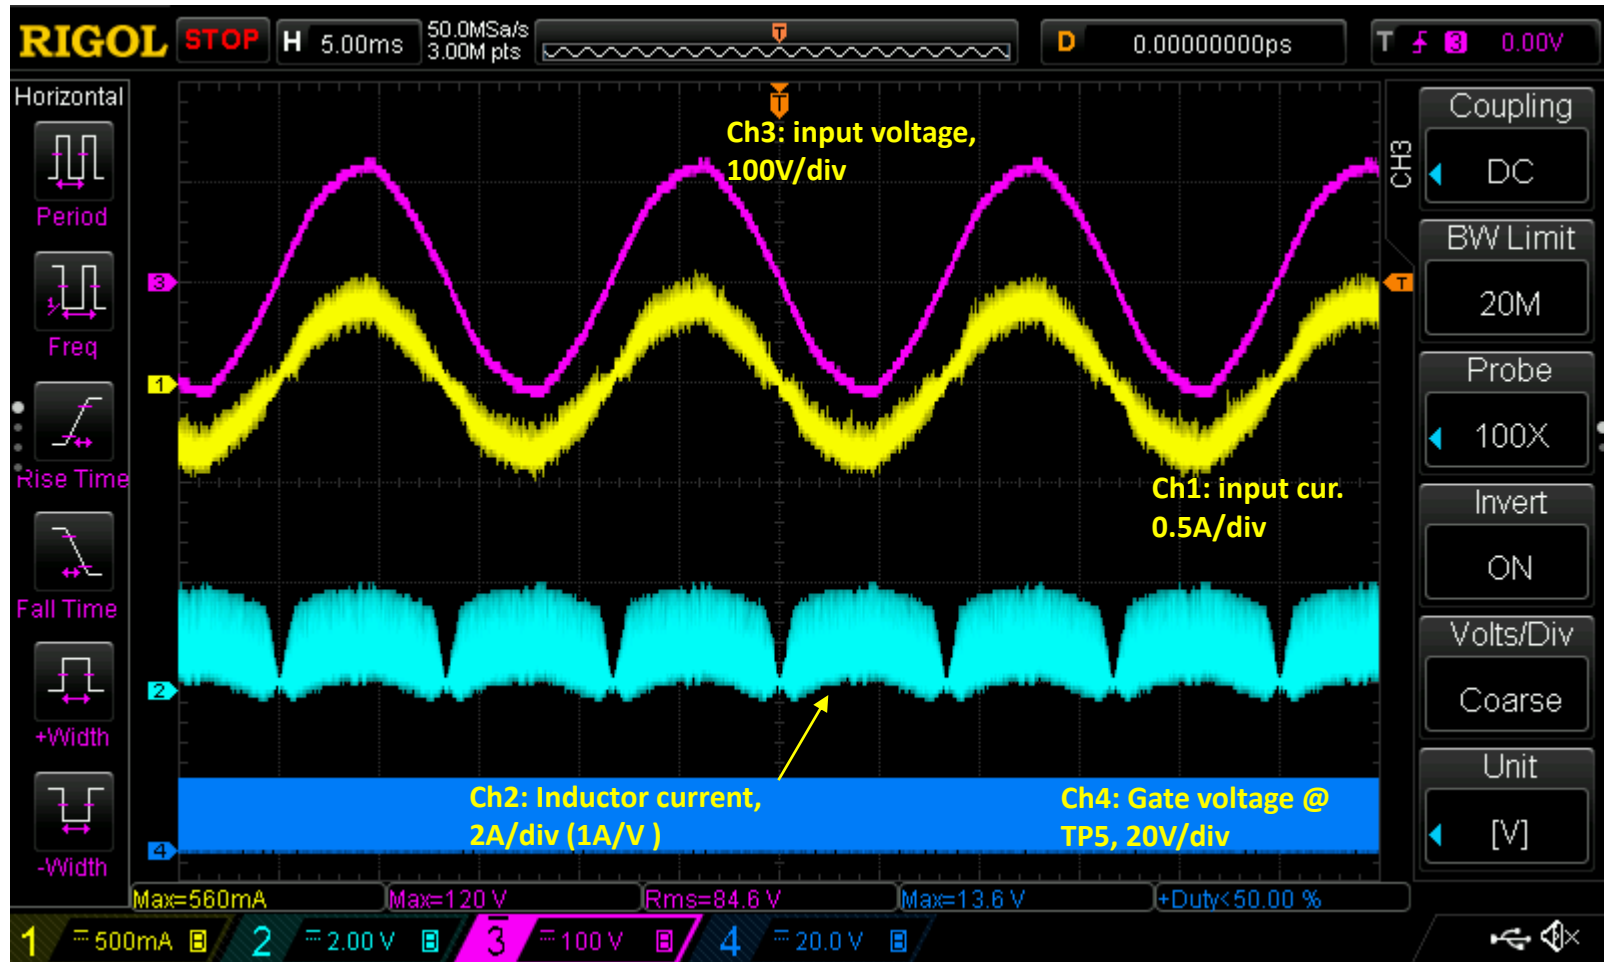 RIGOL STOP H 5.00ms 50.0MSa/s D 0.00000000ps T 3 0.00V
3.00M pts
T
Horizontal
Period
Freq
Rise Time
Fall Time
+Width
-Width
T
Ch3: input voltage,
100V/div
3
1
T
Ch1: input cur.
0.5A/div
2
Ch2: Inductor current,
2A/div (1A/V )
Ch4: Gate voltage @
TP5, 20V/div
4
CH3
Coupling
DC
BW Limit
20M
Probe
100X
Invert
ON
Volts/Div
Coarse
Unit
[V]
Max=560mA Max=120 V Rms=84.6 V Max=13.6 V +Duty<50.00 %
1 500mA B 2 2.00 V B 3 100 V B 4 20.0 V B